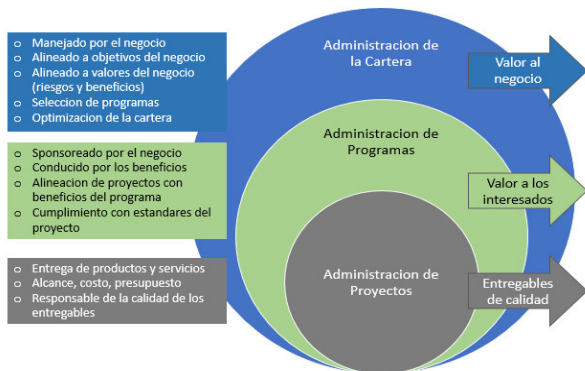 o Manejado por el negocio
o Alineado a objetivos del negocio
o Alineado a valores del negocio
(riesgos y beneficios)
o Seleccion de programas
o Optimizacion de la cartera
Administracion de
la Cartera
Valor al
negocio
o Sponsoreado por el negocio
o Conducido por los beneficios
o Alineacion de proyectos con
beneficios del programa
o Cumplimiento con estandares del
proyecto
Administracion de
Programas
Valor a los
interesados
o Entrega de productos y servicios
o Alcance, costo, presupuesto
o Responsable de la calidad de los
entregables
Administracion de
Proyectos
Entregables
de calidad